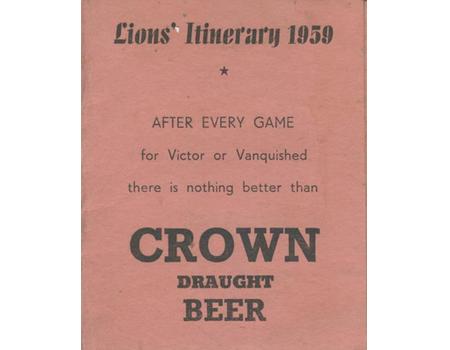 Lions' Itinerary 1959
★
AFTER EVERY GAME
for Victor or Vanquished
there is nothing better than
CROWN
DRAUGHT
BEER